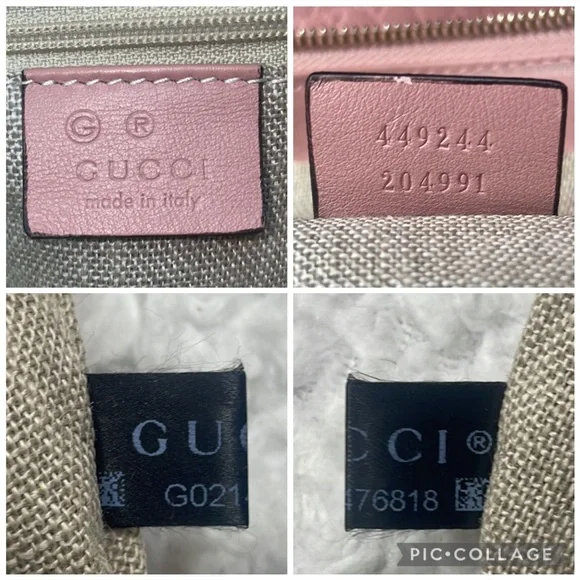 G ®
GUCCI
made in italy
449244
204991
GUC
G021
CCI®
476818
PIC•COLLAGE